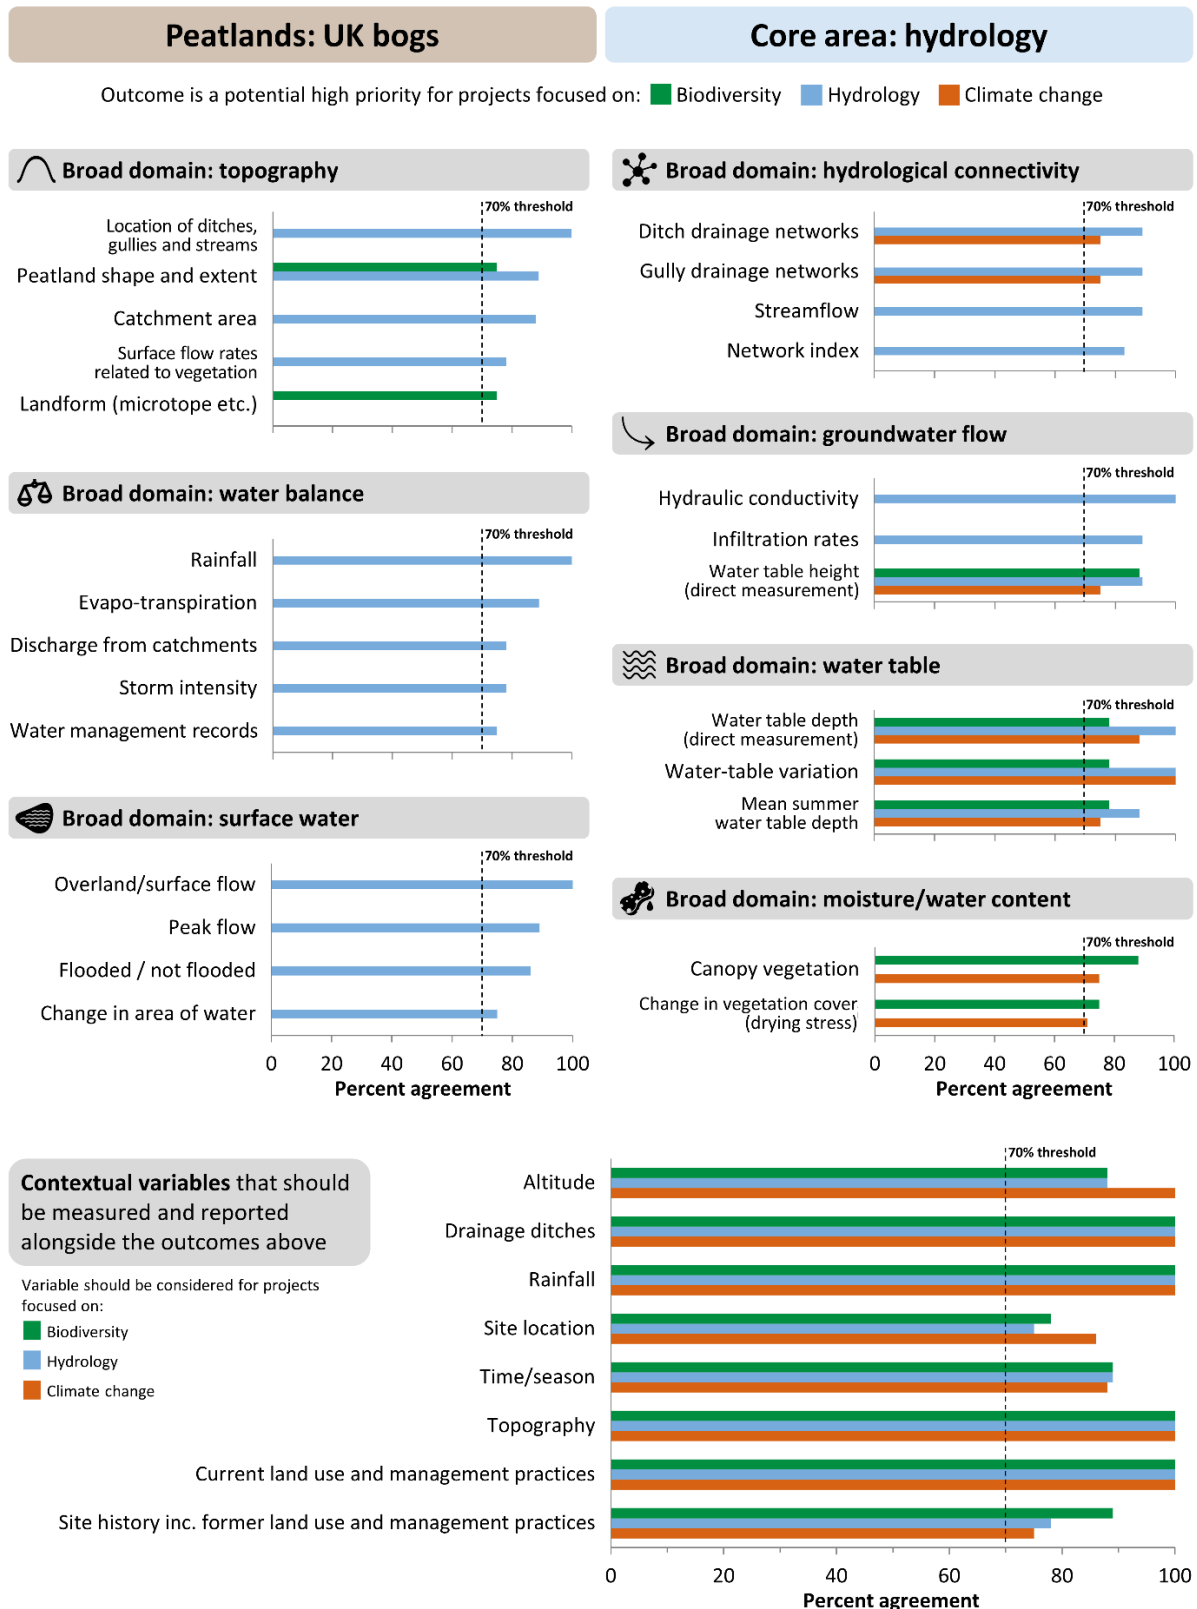 Peatlands: UK bogs
Core area: hydrology
Outcome is a potential high priority for projects focused on: Biodiversity Hydrology Climate change
Broad domain: topography
70% threshold
Location of ditches,
gullies and streams
Peatland shape and extent
Catchment area
Surface flow rates
related to vegetation
Landform (microtope etc.)
Broad domain: water balance
70% threshold
Rainfall
Evapo-transpiration
Discharge from catchments
Storm intensity
Water management records
Broad domain: surface water
70% threshold
Overland/surface flow
Peak flow
Flooded / not flooded
Change in area of water
0 20 40 60 80 100
Percent agreement
Broad domain: hydrological connectivity
70% threshold
Ditch drainage networks
Gully drainage networks
Streamflow
Network index
Broad domain: groundwater flow
70% threshold
Hydraulic conductivity
Infiltration rates
Water table height
(direct measurement)
Broad domain: water table
70% threshold
Water table depth
(direct measurement)
Water-table variation
Mean summer
water table depth
Broad domain: moisture/water content
70% threshold
Canopy vegetation
Change in vegetation cover
(drying stress)
0 20 40 60 80 100
Percent agreement
Contextual variables that should
be measured and reported
alongside the outcomes above
Variable should be considered for projects
focused on:
Biodiversity
Hydrology
Climate change
70% threshold
Altitude
Drainage ditches
Rainfall
Site location
Time/season
Topography
Current land use and management practices
Site history inc. former land use and management practices
0 20 40 60 80 100
Percent agreement